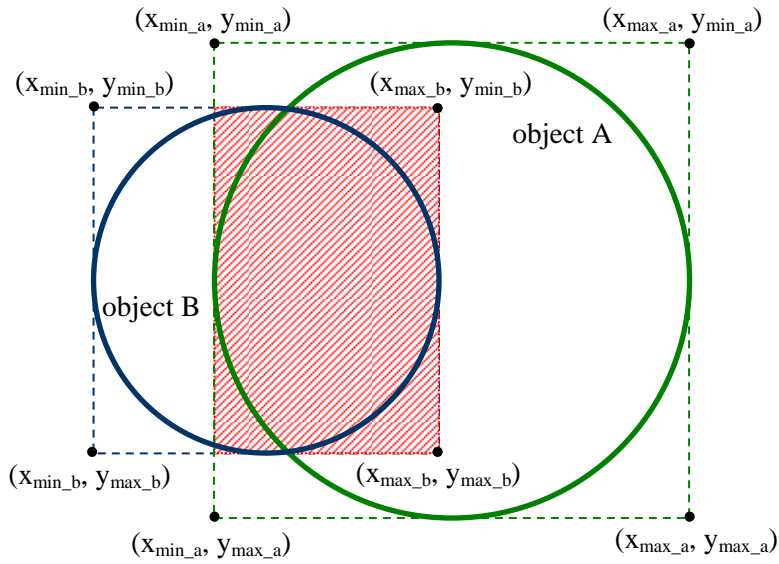 (x_min_a, y_min_a)
(x_max_a, y_min_a)
(x_min_b, y_min_b)
(x_max_b, y_min_b)
object A
object B
(x_min_b, y_max_b)
(x_max_b, y_max_b)
(x_min_a, y_max_a)
(x_max_a, y_max_a)